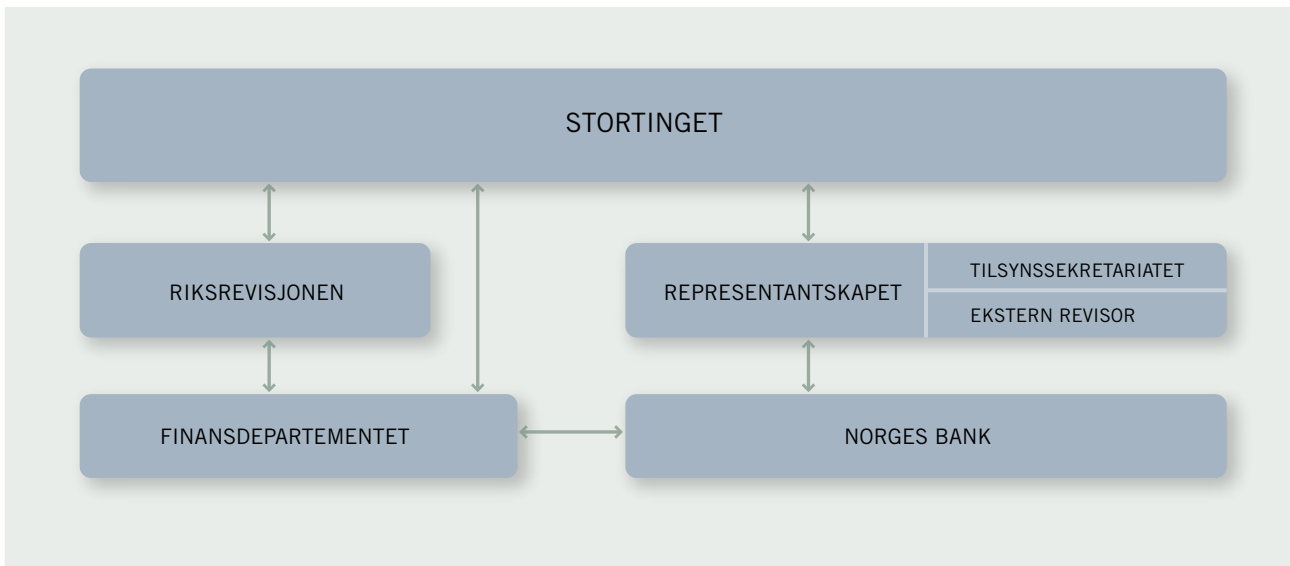 STORTINGET
RIKSREVISJONEN
REPRESENTANTSKAPET
TILSYNSSEKRETARIATET
EKSTERN REVISOR
FINANSDEPARTEMENTET
NORGES BANK